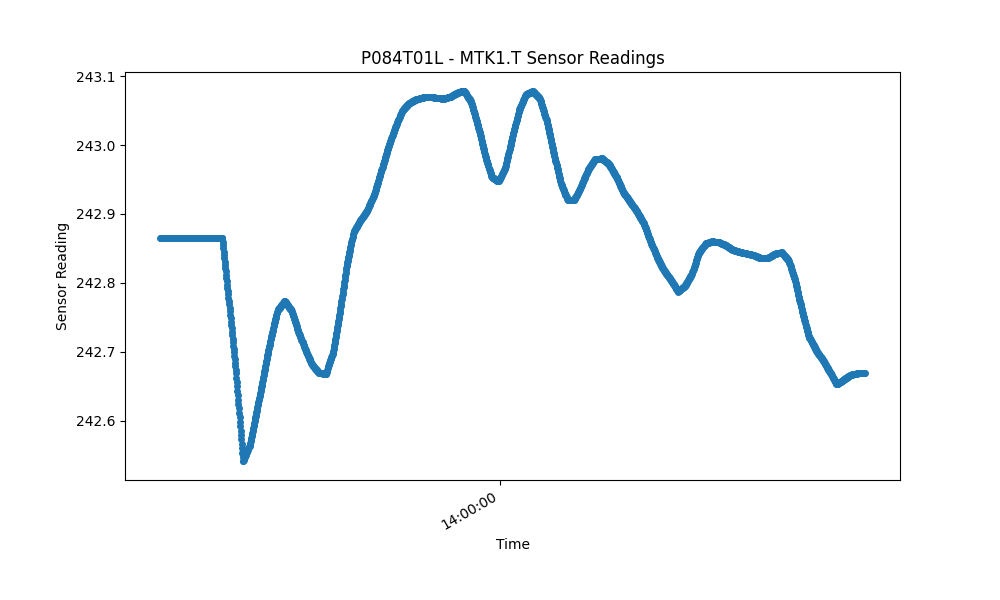 P084T01L - MTK1.T Sensor Readings
243.1
243.0
242.9
242.8
242.7
242.6
Sensor Reading
14:00:00
Time